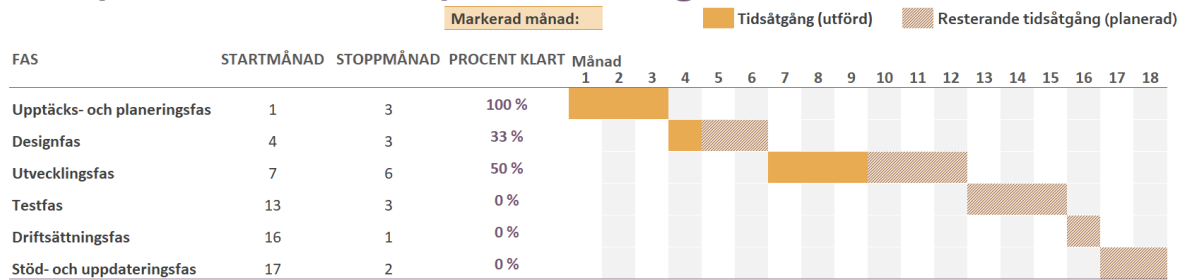 Markerad månad: Tidsåtgång (utförd) Resterande tidsåtgång (planerad)
FAS STARTMÅNAD STOPPMÅNAD PROCENT KLART Månad
1 2 3 4 5 6 7 8 9 10 11 12 13 14 15 16 17 18
Upptäcks- och planeringsfas 1 3 100 %
Designfas 4 3 33 %
Utvecklingsfas 7 6 50 %
Testfas 13 3 0 %
Driftsättningsfas 16 1 0 %
Stöd- och uppdateringsfas 17 2 0 %